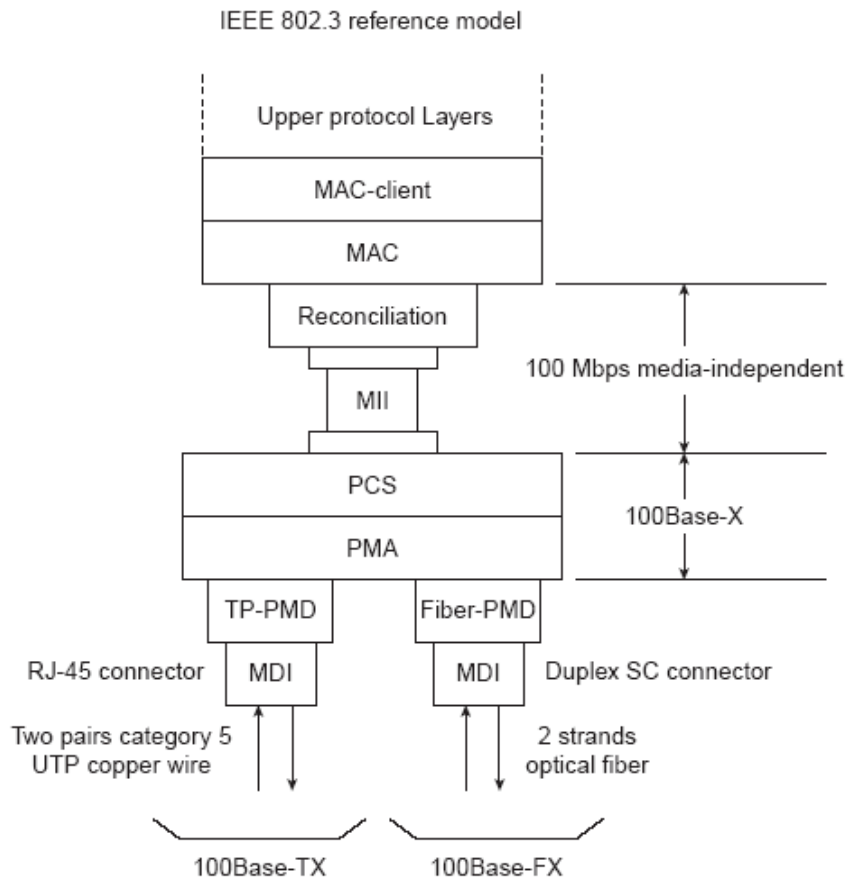 IEEE 802.3 reference model
Upper protocol Layers
MAC-client
MAC
Reconciliation
100 Mbps media-independent
MII
PCS
100Base-X
PMA
TP-PMD
Fiber-PMD
RJ-45 connector
MDI
MDI
Duplex SC connector
Two pairs category 5
UTP copper wire
2 strands
optical fiber
100Base-TX
100Base-FX